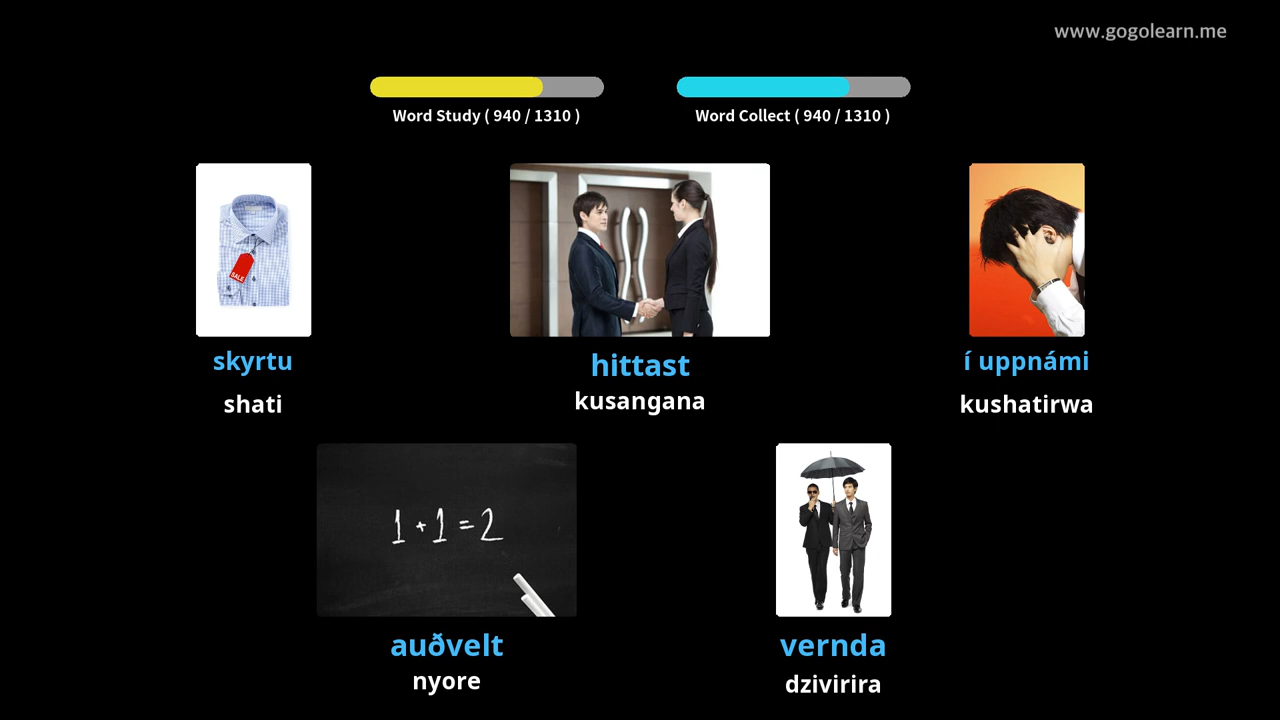 www.gogolearn.me
Word Study ( 940 / 1310 )
Word Collect ( 940 / 1310 )
SALE
skyrtu
shati
hittast
kusangana
í uppnámi
kushatirwa
1 + 1 = 2
auðvelt
nyore
vernda
dzivirira